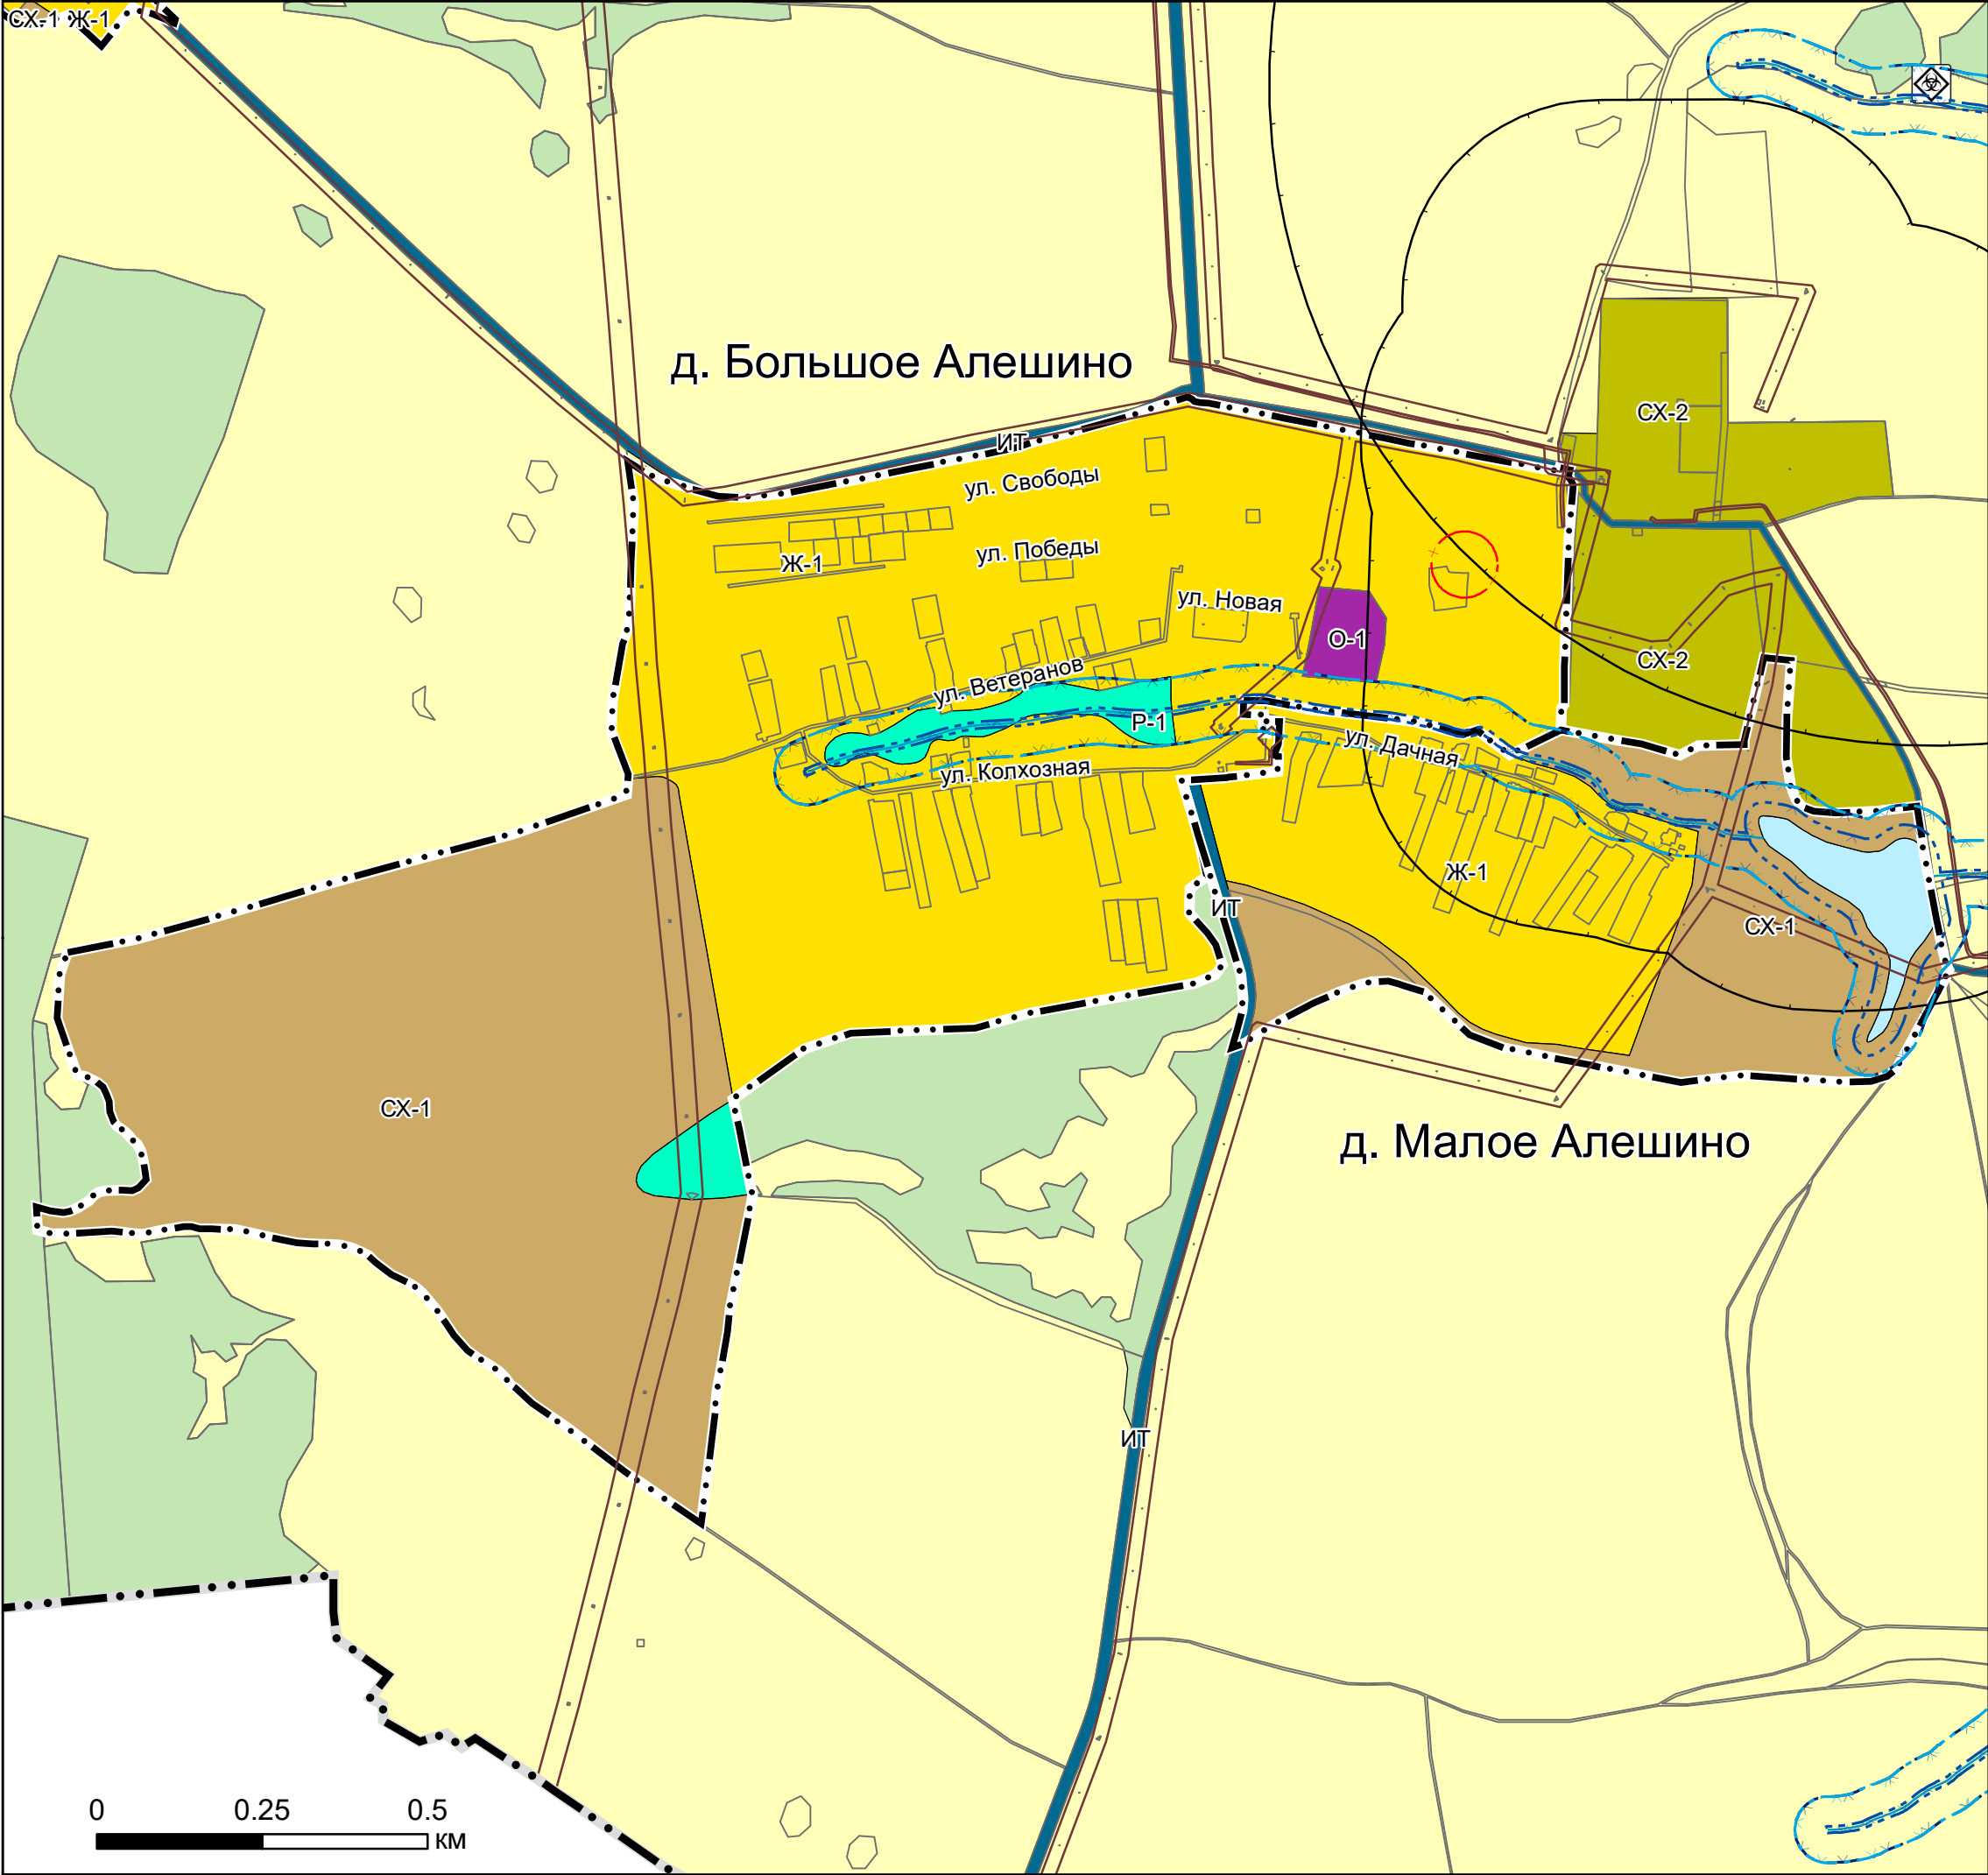 СХ-1 Ж-1
д. Большое Алешино
СХ-2
ИТ
ул. Свободы
ул. Победы
Ж-1
ул. Новая
О-1
СХ-2
ул. Ветеранов
Р-1
ул. Дачная
ул. Колхозная
Ж-1
ИТ
СХ-1
СХ-1
д. Малое Алешино
ИТ
0 0.25 0.5
км